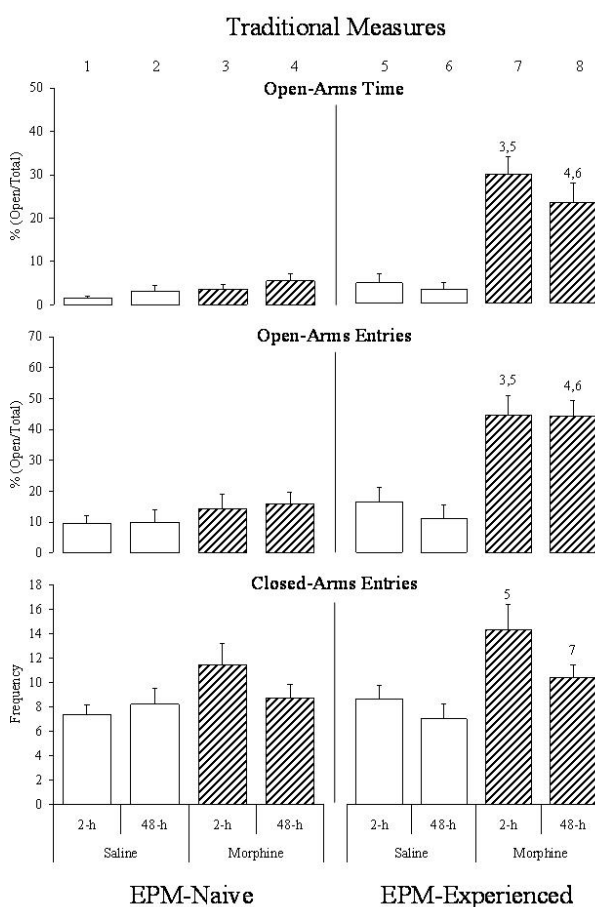 Traditional Measures
1 2 3 4 5 6 7 8
Open-Arms Time
50
40
30
20
10
0
% (Open/Total)
3,5
4,6
Open-Arms Entries
70
60
50
40
30
20
10
0
% (Open/Total)
3,5
4,6
Closed-Arms Entries
18
16
14
12
10
8
6
4
2
0
Frequency
5
7
2-h 48-h 2-h 48-h 2-h 48-h 2-h 48-h
Saline Morphine Saline Morphine
EPM-Naive EPM-Experienced